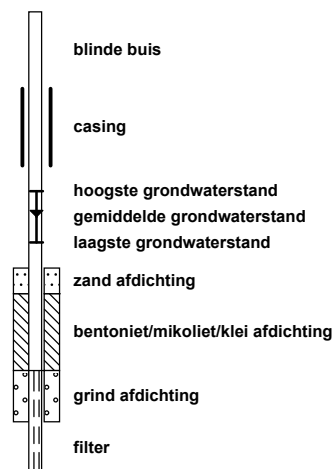 blinde buis
casing
hoogste grondwaterstand
gemiddelde grondwaterstand
laagste grondwaterstand
zand afdichting
bentoniet/mikoliet/klei afdichting
grind afdichting
filter